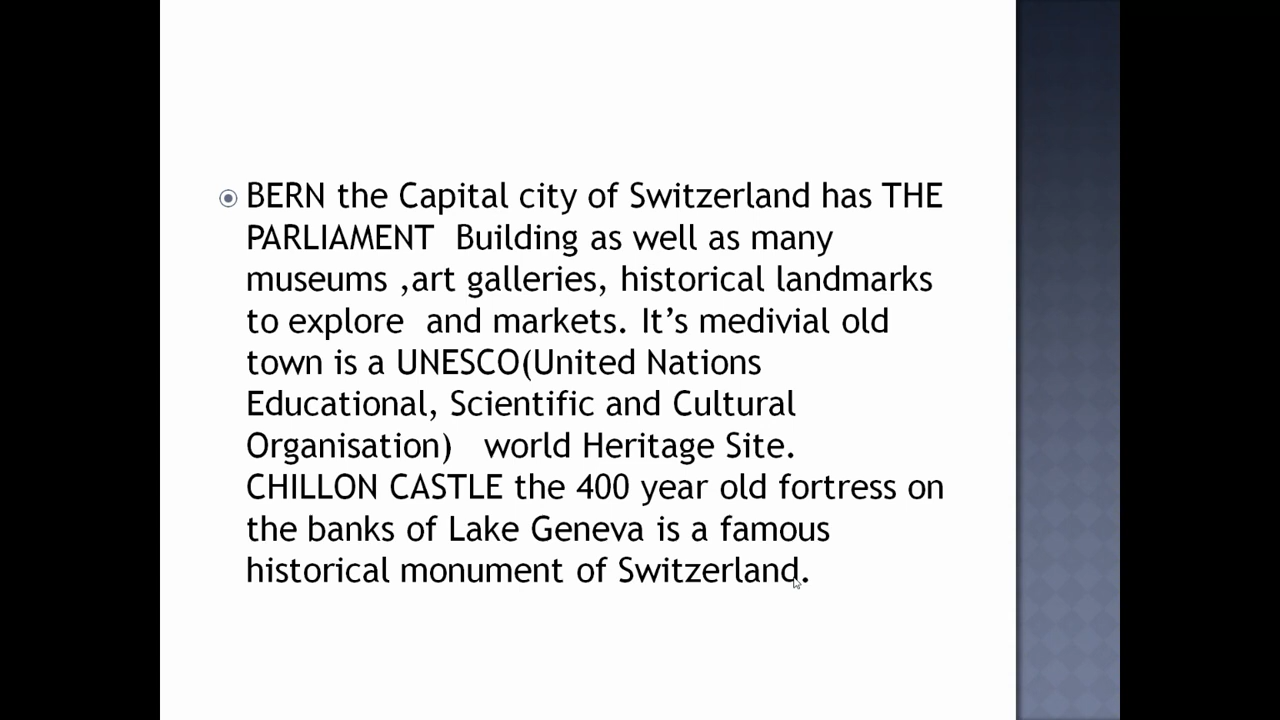 BERN the Capital city of Switzerland has THE
PARLIAMENT  Building as well as many
museums ,art galleries, historical landmarks
to explore  and markets. It’s medivial old
town is a UNESCO(United Nations
Educational, Scientific and Cultural
Organisation)   world Heritage Site.
CHILLON CASTLE the 400 year old fortress on
the banks of Lake Geneva is a famous
historical monument of Switzerland.